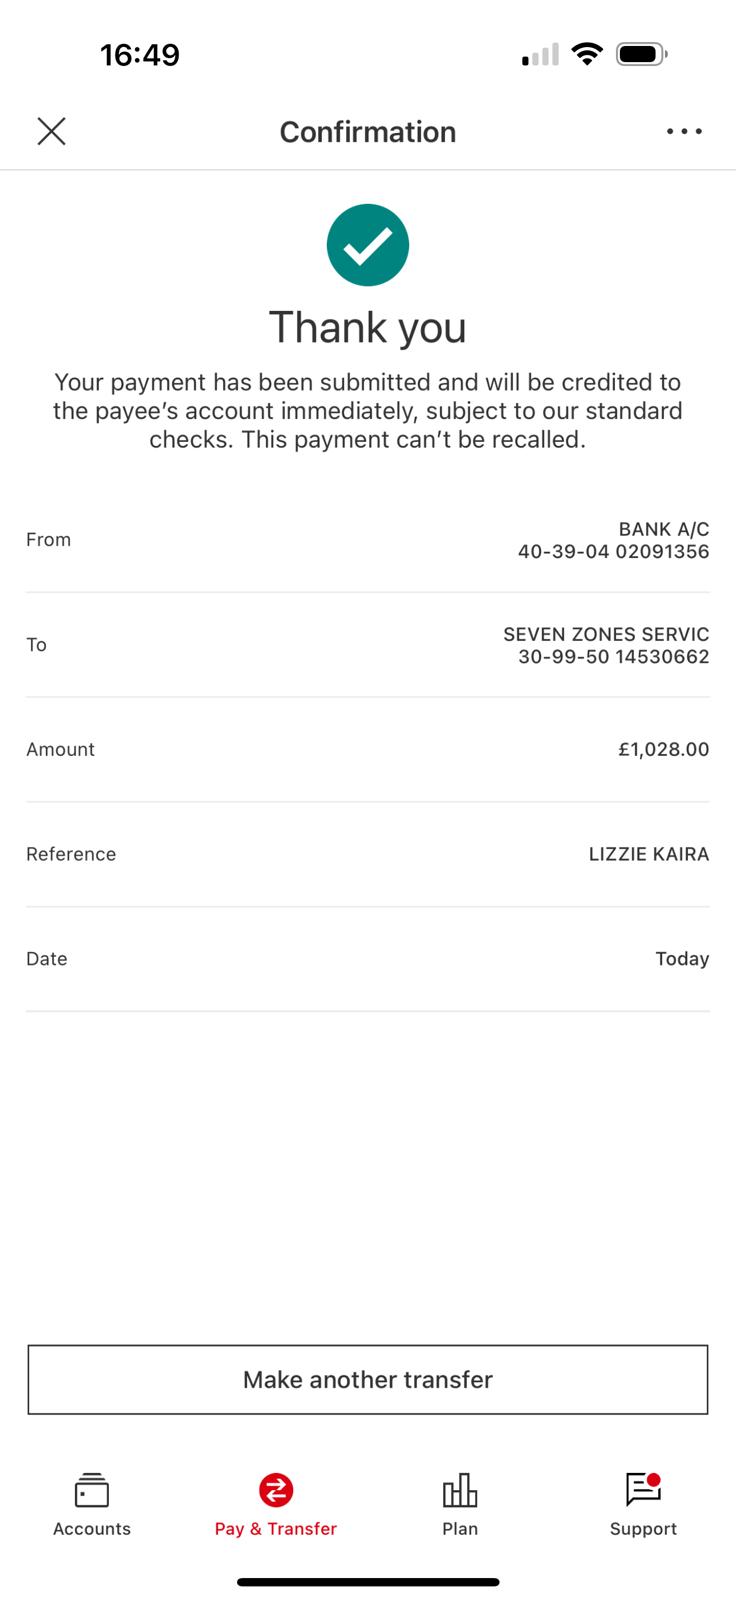 16:49
Confirmation
Thank you
Your payment has been submitted and will be credited to
the payee’s account immediately, subject to our standard
checks. This payment can’t be recalled.
From
BANK A/C
40-39-04 02091356
To
SEVEN ZONES SERVIC
30-99-50 14530662
Amount
£1,028.00
Reference
LIZZIE KAIRA
Date
Today
Make another transfer
Accounts
Pay & Transfer
Plan
Support